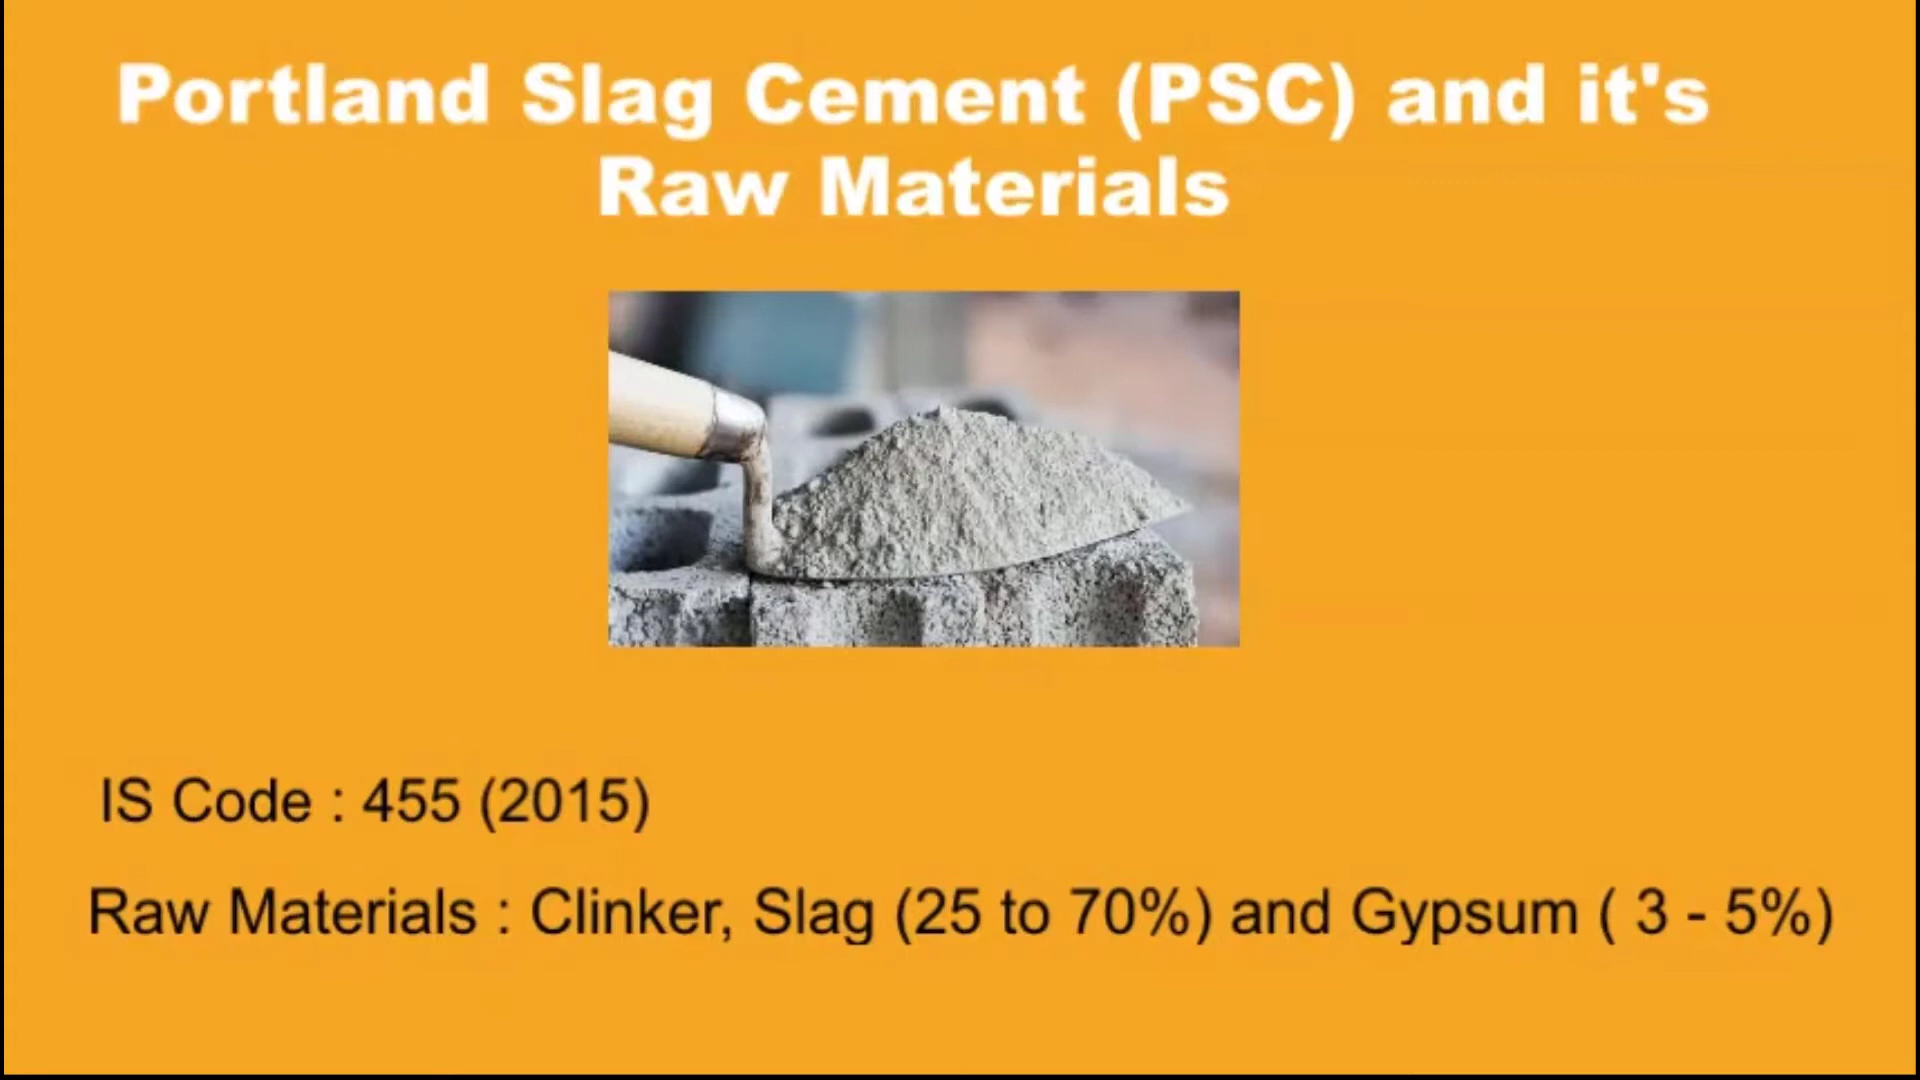 Portland Slag Cement (PSC) and it's
Raw Materials
IS Code : 455 (2015)
Raw Materials : Clinker, Slag (25 to 70%) and Gypsum ( 3 - 5%)